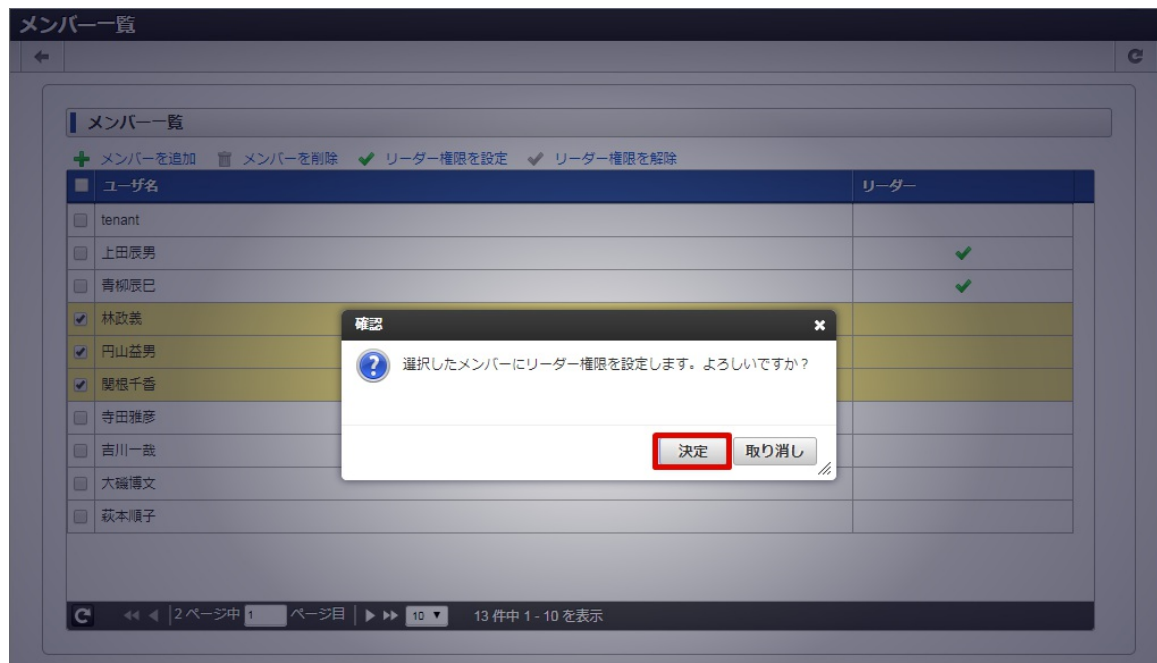 メンバー一覧
メンバー一覧
メンバーを追加 メンバーを削除 リーダー権限を設定 リーダー権限を解除
ユーザ名 リーダー
tenant
上田辰男
青柳辰巳
林政義
円山益男
関根千香
寺田雅彦
吉川一哉
大磯博文
萩本順子
確認
選択したメンバーにリーダー権限を設定します。よろしいですか?
決定 取り消し
2 ページ中 1 ページ目 10 13 件中 1 - 10 を表示